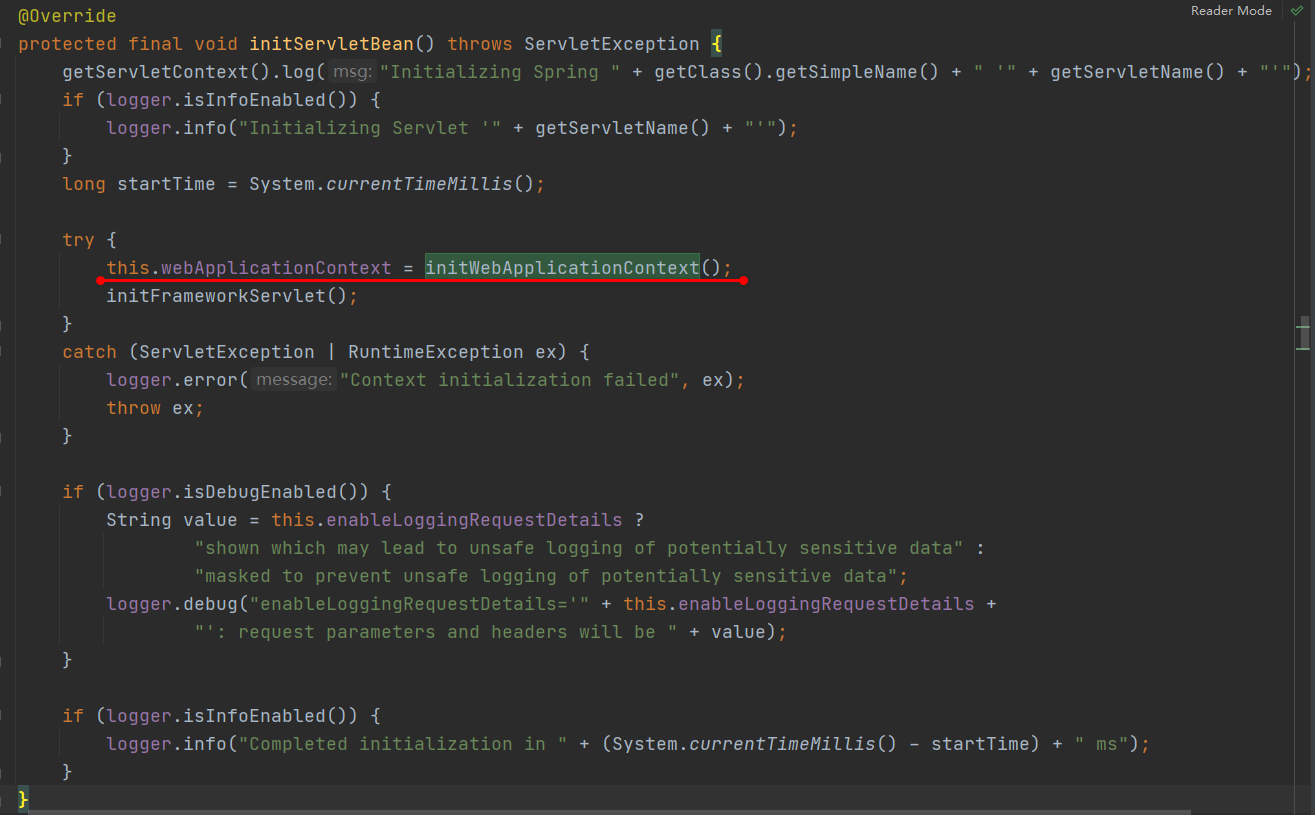 Reader Mode
@Override
protected final void initServletBean() throws ServletException {
    getServletContext().log( msg: "Initializing Spring " + getClass().getSimpleName() + " '" + getServletName() + "'");
    if (logger.isInfoEnabled()) {
        logger.info("Initializing Servlet '" + getServletName() + "'");
    }
    long startTime = System.currentTimeMillis();

    try {
        this.webApplicationContext = initWebApplicationContext();
        initFrameworkServlet();
    }
    catch (ServletException | RuntimeException ex) {
        logger.error( message: "Context initialization failed", ex);
        throw ex;
    }

    if (logger.isDebugEnabled()) {
        String value = this.enableLoggingRequestDetails ?
                "shown which may lead to unsafe logging of potentially sensitive data" :
                "masked to prevent unsafe logging of potentially sensitive data";
        logger.debug("enableLoggingRequestDetails='" + this.enableLoggingRequestDetails +
                "': request parameters and headers will be " + value);
    }

    if (logger.isInfoEnabled()) {
        logger.info("Completed initialization in " + (System.currentTimeMillis() - startTime) + " ms");
    }
}